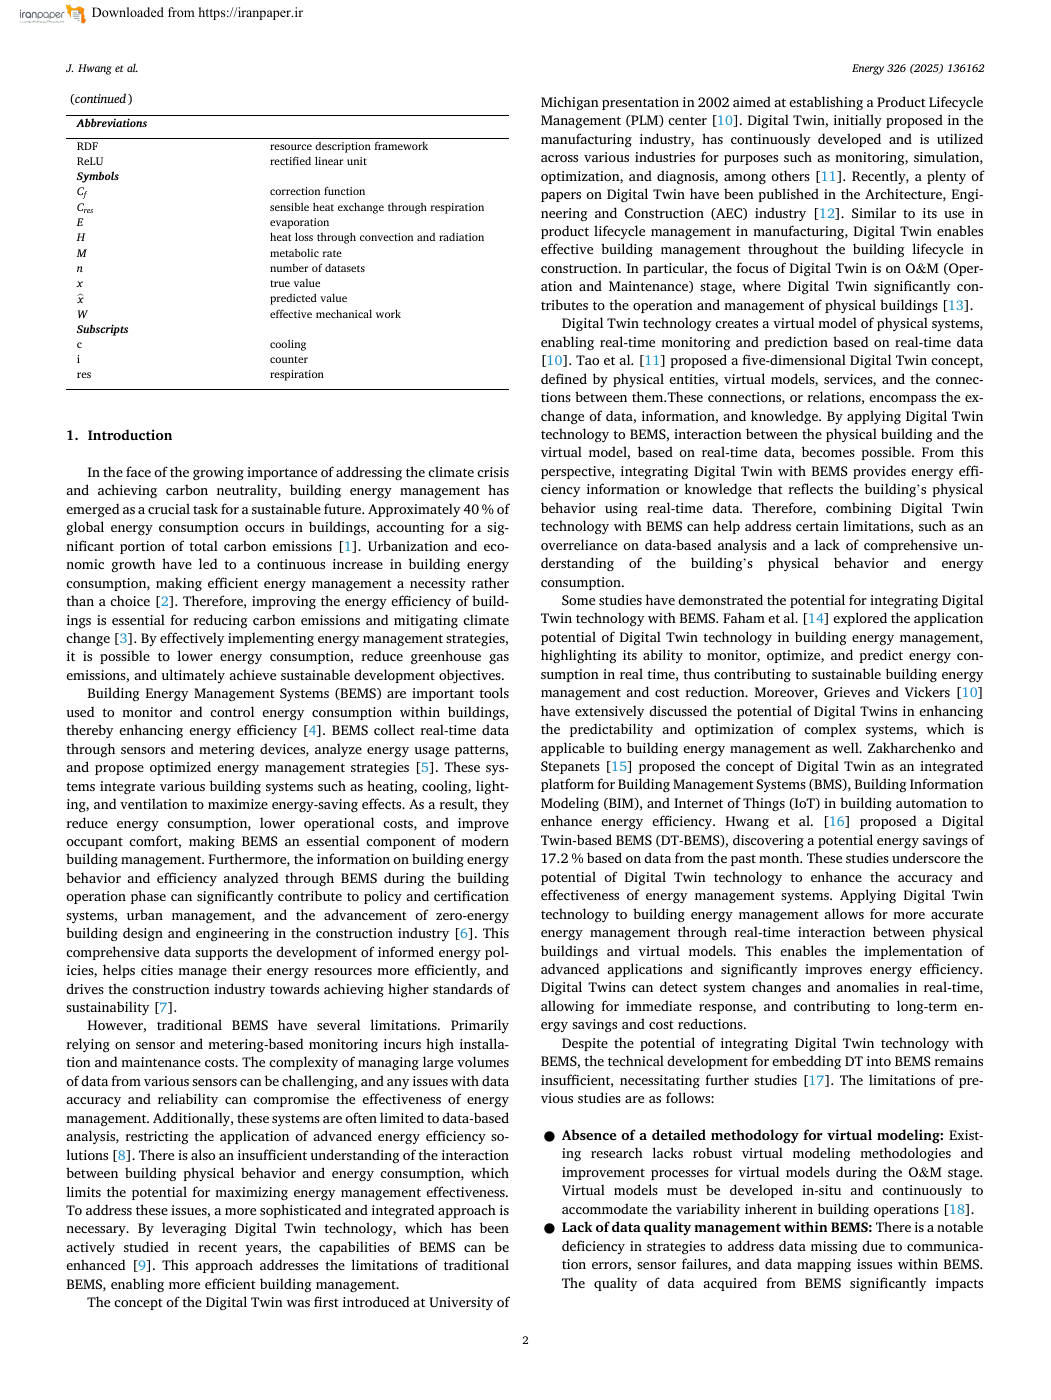 iranpaper Downloaded from https://iranpaper.ir
J. Hwang et al.
Energy 326 (2025) 136162
(continued)
Abbreviations
RDF resource description framework
ReLU rectified linear unit
Symbols
Cf correction function
Cres sensible heat exchange through respiration
E evaporation
H heat loss through convection and radiation
M metabolic rate
n number of datasets
x true value
x̂ predicted value
W effective mechanical work
Subscripts
c cooling
i counter
res respiration
1. Introduction
In the face of the growing importance of addressing the climate crisis
and achieving carbon neutrality, building energy management has
emerged as a crucial task for a sustainable future. Approximately 40 % of
global energy consumption occurs in buildings, accounting for a sig-
nificant portion of total carbon emissions [1]. Urbanization and eco-
nomic growth have led to a continuous increase in building energy
consumption, making efficient energy management a necessity rather
than a choice [2]. Therefore, improving the energy efficiency of build-
ings is essential for reducing carbon emissions and mitigating climate
change [3]. By effectively implementing energy management strategies,
it is possible to lower energy consumption, reduce greenhouse gas
emissions, and ultimately achieve sustainable development objectives.
Building Energy Management Systems (BEMS) are important tools
used to monitor and control energy consumption within buildings,
thereby enhancing energy efficiency [4]. BEMS collect real-time data
through sensors and metering devices, analyze energy usage patterns,
and propose optimized energy management strategies [5]. These sys-
tems integrate various building systems such as heating, cooling, light-
ing, and ventilation to maximize energy-saving effects. As a result, they
reduce energy consumption, lower operational costs, and improve
occupant comfort, making BEMS an essential component of modern
building management. Furthermore, the information on building energy
behavior and efficiency analyzed through BEMS during the building
operation phase can significantly contribute to policy and certification
systems, urban management, and the advancement of zero-energy
building design and engineering in the construction industry [6]. This
comprehensive data supports the development of informed energy pol-
icies, helps cities manage their energy resources more efficiently, and
drives the construction industry towards achieving higher standards of
sustainability [7].
However, traditional BEMS have several limitations. Primarily
relying on sensor and metering-based monitoring incurs high installa-
tion and maintenance costs. The complexity of managing large volumes
of data from various sensors can be challenging, and any issues with data
accuracy and reliability can compromise the effectiveness of energy
management. Additionally, these systems are often limited to data-based
analysis, restricting the application of advanced energy efficiency so-
lutions [8]. There is also an insufficient understanding of the interaction
between building physical behavior and energy consumption, which
limits the potential for maximizing energy management effectiveness.
To address these issues, a more sophisticated and integrated approach is
necessary. By leveraging Digital Twin technology, which has been
actively studied in recent years, the capabilities of BEMS can be
enhanced [9]. This approach addresses the limitations of traditional
BEMS, enabling more efficient building management.
The concept of the Digital Twin was first introduced at University of
Michigan presentation in 2002 aimed at establishing a Product Lifecycle
Management (PLM) center [10]. Digital Twin, initially proposed in the
manufacturing industry, has continuously developed and is utilized
across various industries for purposes such as monitoring, simulation,
optimization, and diagnosis, among others [11]. Recently, a plenty of
papers on Digital Twin have been published in the Architecture, Engi-
neering and Construction (AEC) industry [12]. Similar to its use in
product lifecycle management in manufacturing, Digital Twin enables
effective building management throughout the building lifecycle in
construction. In particular, the focus of Digital Twin is on O&M (Oper-
ation and Maintenance) stage, where Digital Twin significantly con-
tributes to the operation and management of physical buildings [13].
Digital Twin technology creates a virtual model of physical systems,
enabling real-time monitoring and prediction based on real-time data
[10]. Tao et al. [11] proposed a five-dimensional Digital Twin concept,
defined by physical entities, virtual models, services, and the connec-
tions between them.These connections, or relations, encompass the ex-
change of data, information, and knowledge. By applying Digital Twin
technology to BEMS, interaction between the physical building and the
virtual model, based on real-time data, becomes possible. From this
perspective, integrating Digital Twin with BEMS provides energy effi-
ciency information or knowledge that reflects the building's physical
behavior using real-time data. Therefore, combining Digital Twin
technology with BEMS can help address certain limitations, such as an
overreliance on data-based analysis and a lack of comprehensive un-
derstanding of the building's physical behavior and energy
consumption.
Some studies have demonstrated the potential for integrating Digital
Twin technology with BEMS. Faham et al. [14] explored the application
potential of Digital Twin technology in building energy management,
highlighting its ability to monitor, optimize, and predict energy con-
sumption in real time, thus contributing to sustainable building energy
management and cost reduction. Moreover, Grieves and Vickers [10]
have extensively discussed the potential of Digital Twins in enhancing
the predictability and optimization of complex systems, which is
applicable to building energy management as well. Zakharchenko and
Stepanets [15] proposed the concept of Digital Twin as an integrated
platform for Building Management Systems (BMS), Building Information
Modeling (BIM), and Internet of Things (IoT) in building automation to
enhance energy efficiency. Hwang et al. [16] proposed a Digital
Twin-based BEMS (DT-BEMS), discovering a potential energy savings of
17.2 % based on data from the past month. These studies underscore the
potential of Digital Twin technology to enhance the accuracy and
effectiveness of energy management systems. Applying Digital Twin
technology to building energy management allows for more accurate
energy management through real-time interaction between physical
buildings and virtual models. This enables the implementation of
advanced applications and significantly improves energy efficiency.
Digital Twins can detect system changes and anomalies in real-time,
allowing for immediate response, and contributing to long-term en-
ergy savings and cost reductions.
Despite the potential of integrating Digital Twin technology with
BEMS, the technical development for embedding DT into BEMS remains
insufficient, necessitating further studies [17]. The limitations of pre-
vious studies are as follows:
● Absence of a detailed methodology for virtual modeling: Exist-
ing research lacks robust virtual modeling methodologies and
improvement processes for virtual models during the O&M stage.
Virtual models must be developed in-situ and continuously to
accommodate the variability inherent in building operations [18].
● Lack of data quality management within BEMS: There is a notable
deficiency in strategies to address data missing due to communica-
tion errors, sensor failures, and data mapping issues within BEMS.
The quality of data acquired from BEMS significantly impacts
2